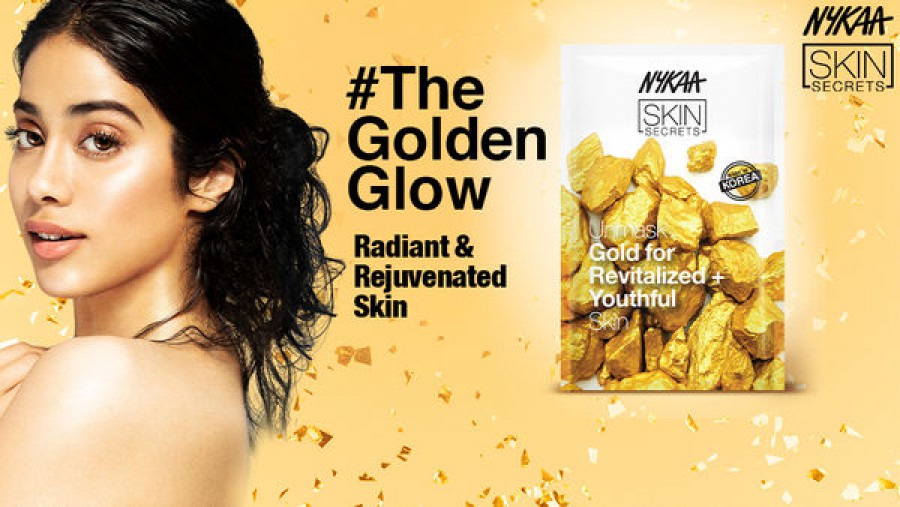 #The
Golden
Glow
Radiant &
Rejuvenated
Skin
NYKAA
SKIN
SECRETS
KOREA
Unmask
Gold for
Revitalized +
Youthful
Skin
NYKAA
SKIN
SECRETS